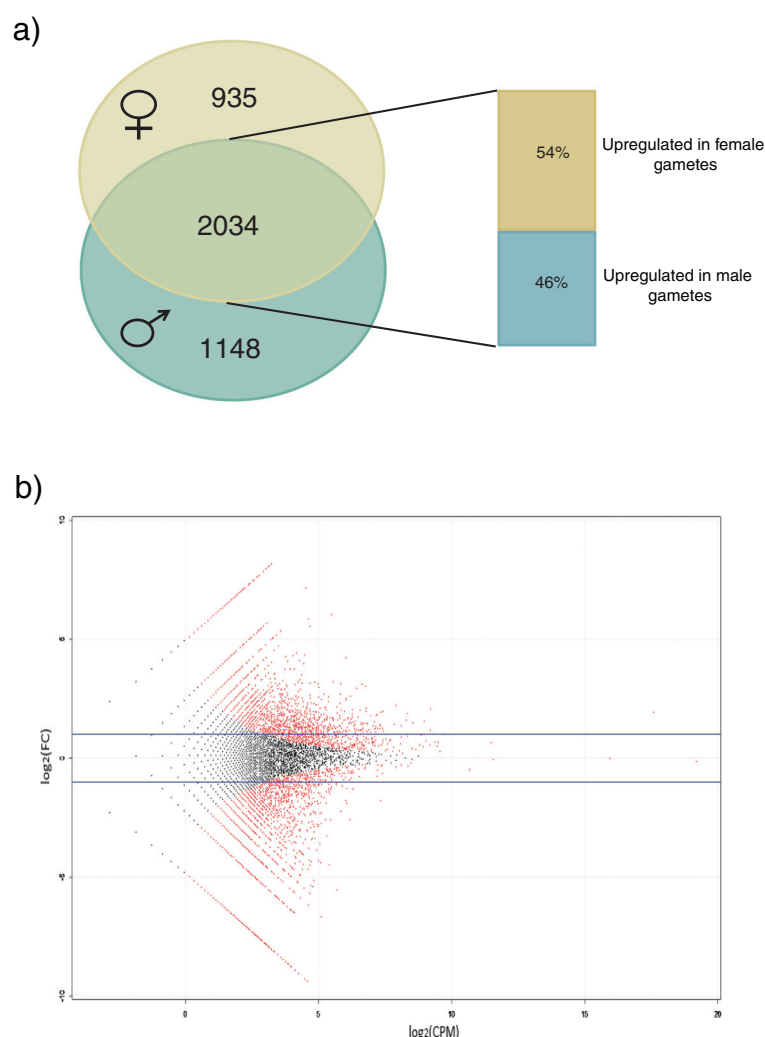 a)
935
2034
1148
54%
Upregulated in female
gametes
46%
Upregulated in male
gametes
b)
10
5
0
-5
-10
log2(FC)
0
5
10
15
20
log2(CPM)